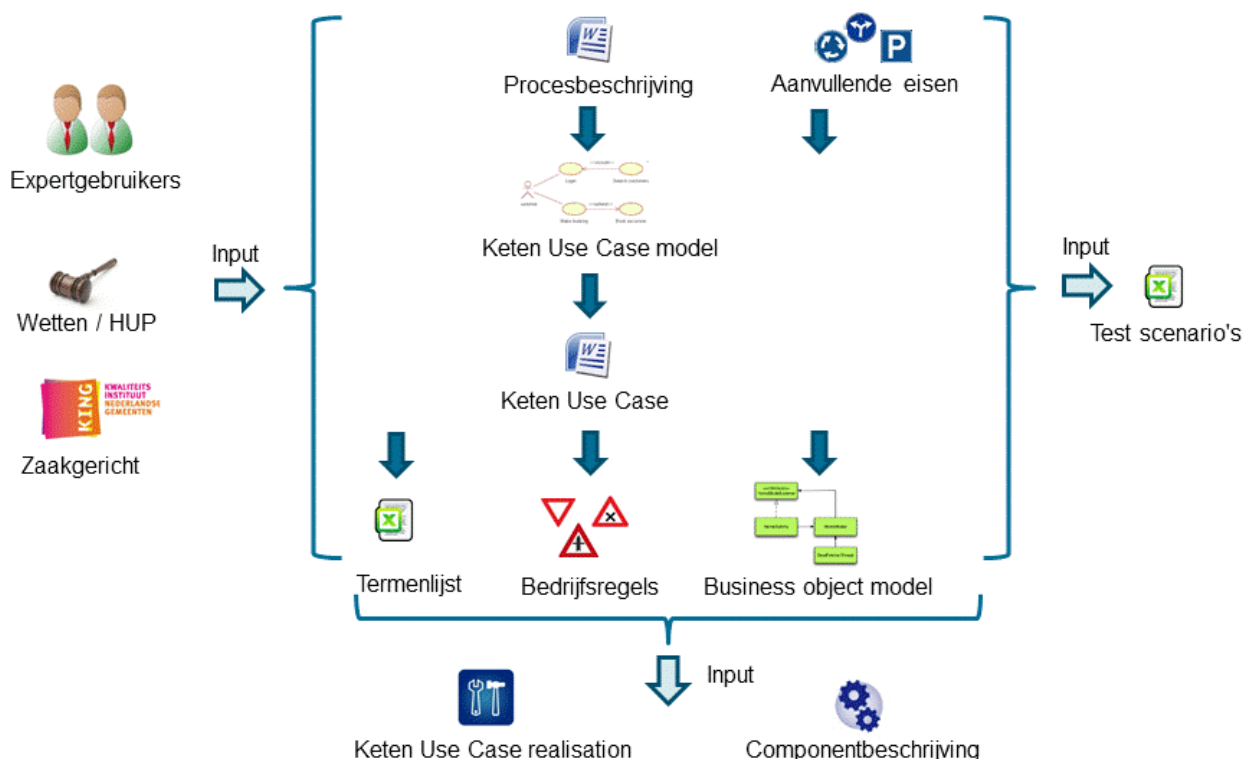 Procesbeschrijving
Aanvullende eisen
Expertgebruikers
Keten Use Case model
Input
Input
Wetten / HUP
Test scenario's
KING
KWALITEITS
INSTITUUT
NEDERLANDSE
GEMEENTEN
Keten Use Case
Zaakgericht
Termenlijst
Bedrijfsregels
Business object model
Input
Keten Use Case realisation
Componentbeschrijving